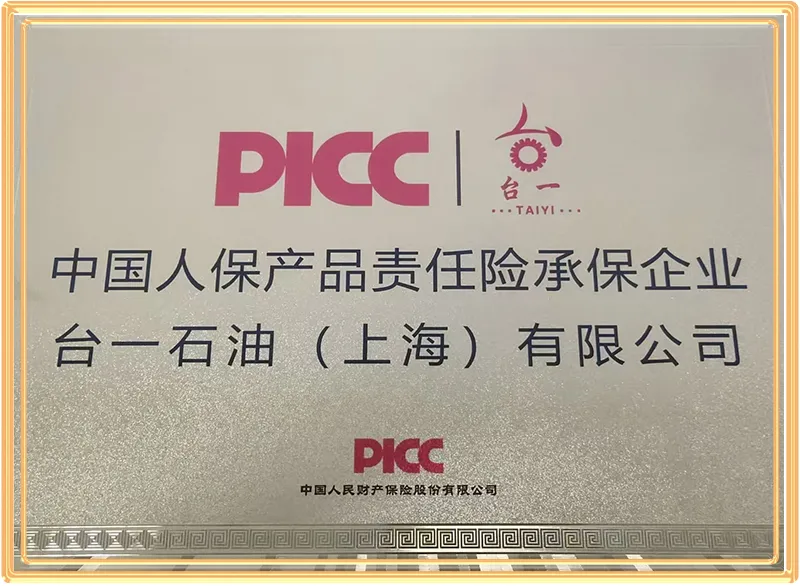 PICC
台一
TAIYI
中国人保产品责任险承保企业
台一石油（上海）有限公司
PICC
中国人民财产保险股份有限公司